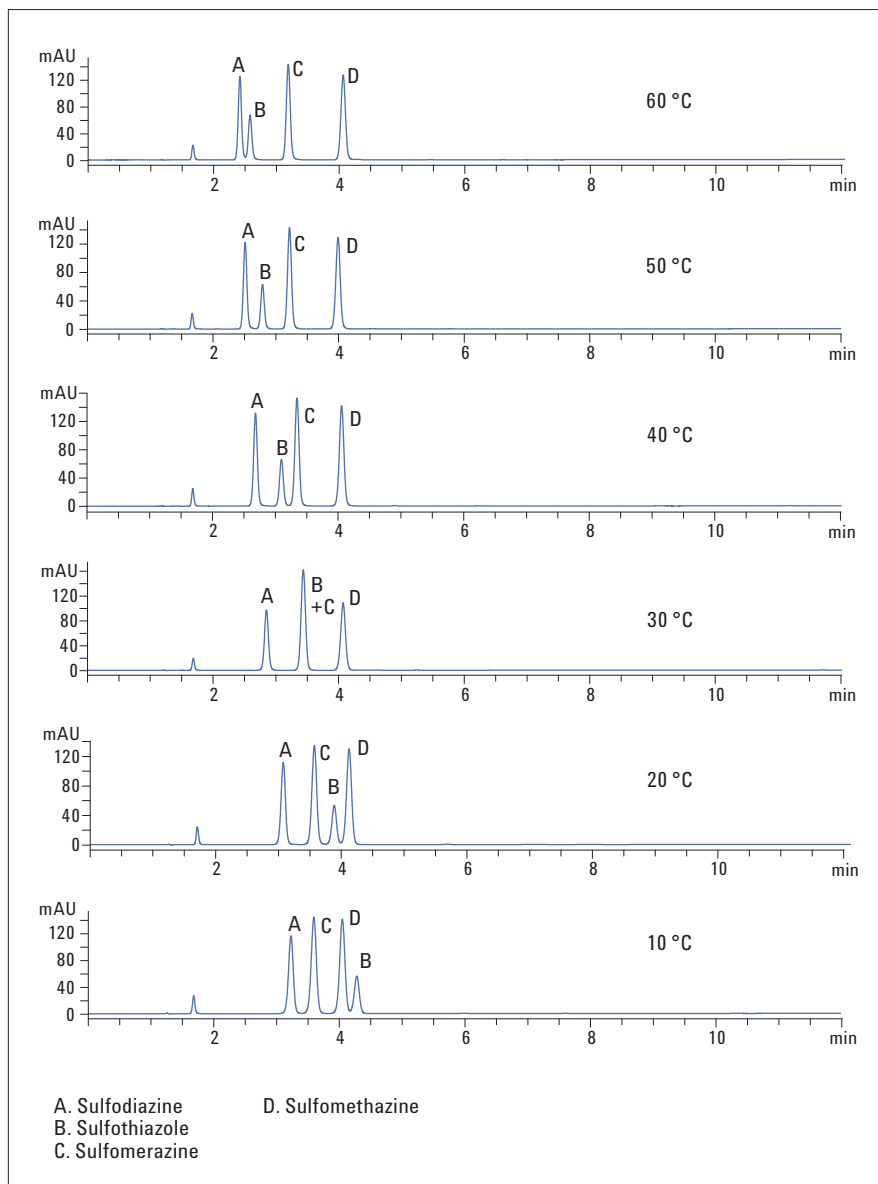 mAU
A
C
D
120
B
60 °C
80
40
0
2 4 6 8 10 min
mAU
A
C
D
120
B
50 °C
80
40
0
2 4 6 8 10 min
mAU
A
C
D
120
B
40 °C
80
40
0
2 4 6 8 10 min
mAU
A
B
+C
D
120
30 °C
80
40
0
2 4 6 8 10 min
mAU
A
C
D
120
B
20 °C
80
40
0
2 4 6 8 10 min
mAU
A
C
D
120
B
10 °C
80
40
0
2 4 6 8 10 min
A. Sulfodiazine D. Sulfomethazine
B. Sulfothiazole
C. Sulfomerazine